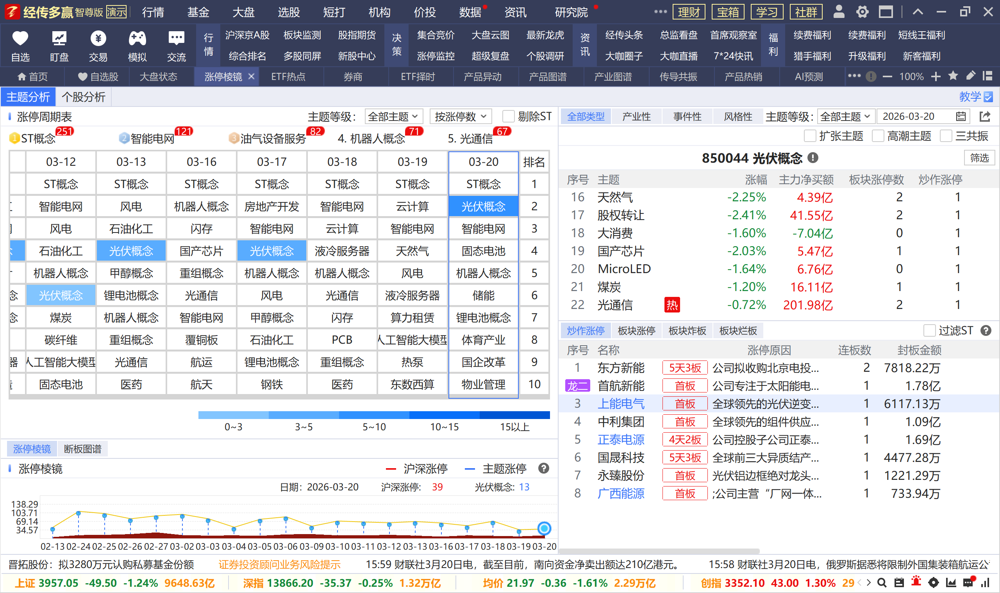 经传多赢 智尊版 演示 行情 基金 大盘 选股 短打 机构 价投 数据 资讯 研究院 理财 宝箱 学习 社群
自选 盯盘 交易 模拟 交流
行情 沪深京A股 板块监测 股指期货 决策 集合竞价 大盘云图 最新龙虎 资讯 经传头条 总监看盘 首席观察室 福利 续费福利 续费福利 短线王福利
综合排名 多股同屏 新股中心 涨停监控 超级复盘 个股调研 大咖圈子 大咖直播 7*24快讯 猎手福利 升级福利 新客福利
首页 自选股 大盘状态 涨停棱镜 ETF热点 券商 ETF择时 产品异动 产品图谱 产业图谱 传导共振 产品热销 AI预测 100%
主题分析 个股分析 教学
涨停周期表 主题等级： 全部主题 按涨停数 剔除ST
1 ST概念 251 2 智能电网 121 3 油气设备服务 82 4. 机器人概念 71 5. 光通信 67
03-12 03-13 03-16 03-17 03-18 03-19 03-20 排名
ST概念 ST概念 ST概念 ST概念 ST概念 ST概念 ST概念 1
智能电网 风电 机器人概念 房地产开发 智能电网 云计算 光伏概念 2
风电 石油化工 闪存 智能电网 云计算 智能电网 智能电网 3
石油化工 光伏概念 国产芯片 光伏概念 液冷服务器 天然气 固态电池 4
机器人概念 甲醇概念 重组概念 机器人概念 机器人概念 风电 机器人概念 5
念 光伏概念 锂电池概念 光通信 风电 光通信 液冷服务器 储能 6
念 煤炭 机器人概念 智能电网 甲醇概念 闪存 算力租赁 锂电池概念 7
碳纤维 重组概念 覆铜板 石油化工 PCB 人工智能大模型 体育产业 8
器 人工智能大模型 光通信 航运 锂电池概念 重组概念 热泵 国企改革 9
固态电池 医药 航天 钢铁 医药 东数西算 物业管理 10
0~3 3~5 5~10 10~15 15以上
涨停棱镜 断板图谱
涨停棱镜 沪深涨停 主题涨停
日期: 2026-03-20 沪深涨停: 39 光伏概念: 13
138.29
103.71
69.14
34.57
02-13 02-24 02-25 02-26 02-27 03-02 03-03 03-04 03-05 03-06 03-09 03-10 03-11 03-12 03-13 03-16 03-17 03-18 03-19 03-20
全部类型 产业性 事件性 风格性 主题等级： 全部主题 2026-03-20
扩张主题 高潮主题 三共振
850044 光伏概念 筛选
序号 主题 涨幅 主力净买额 板块涨停数 炒作涨停
16 天然气 -2.25% 4.39亿 2 1
17 股权转让 -2.41% 41.55亿 2 1
18 大消费 -1.60% -7.04亿 0 1
19 国产芯片 -2.03% 5.47亿 1 1
20 MicroLED -1.64% 6.76亿 0 1
21 煤炭 -1.20% 16.11亿 1 1
22 光通信 热 -0.72% 201.98亿 2 1
炒作涨停 板块涨停 板块炸板 板块烂板 过滤ST
序号 名称 涨停原因 连板数 封板金额
1 东方新能 5天3板 公司拟收购北京电投... 2 7818.22万
龙二 首航新能 首板 公司专注于太阳能电... 1 1.78亿
3 上能电气 首板 全球领先的光伏逆变... 1 6117.13万
4 中利集团 首板 全球领先的组件供应... 1 1.09亿
5 正泰电源 4天2板 公司控股子公司正泰... 1 1.69亿
6 国晟科技 5天3板 全球前三大异质结产... 1 4477.28万
7 永臻股份 首板 光伏铝边框绝对龙头... 1 1221.29万
8 广西能源 首板 ;公司主营“厂网一体... 1 733.94万
晋拓股份：拟3280万元认购私募基金份额 证券投资顾问业务风险提示 15:59 财联社3月20日电，截至目前，南向资金净卖出额达210亿港元。 15:58 财联社3月20日电，俄罗斯据悉将限制外国集装箱航运公
上证 3957.05 -49.50 -1.24% 9648.63亿 深指 13866.20 -35.37 -0.25% 1.32万亿 均价 21.97 -0.36 -1.61% 2.29万亿 创指 3352.10 43.00 1.30% 29